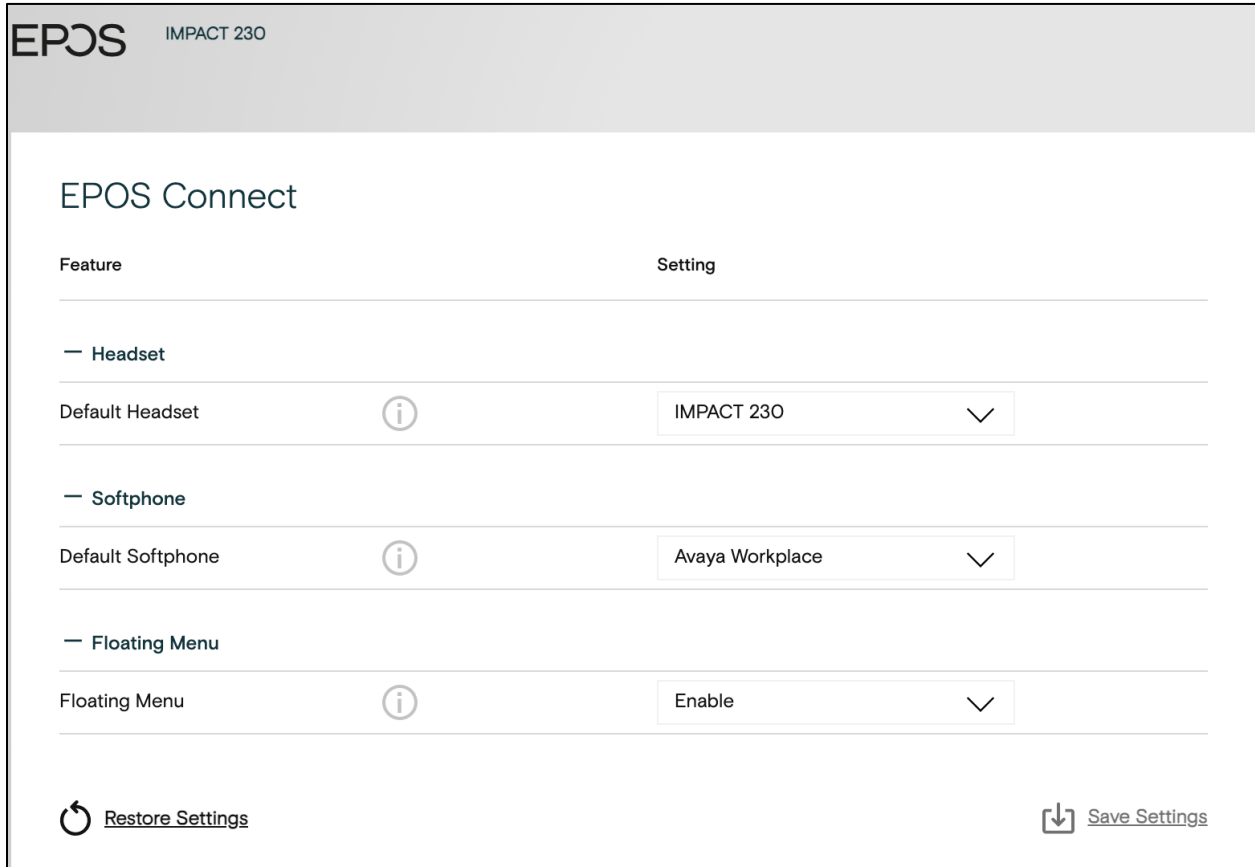 EPOS
IMPACT 230
EPOS Connect
Feature Setting
— Headset
Default Headset IMPACT 230
— Softphone
Default Softphone Avaya Workplace
— Floating Menu
Floating Menu Enable
Restore Settings Save Settings